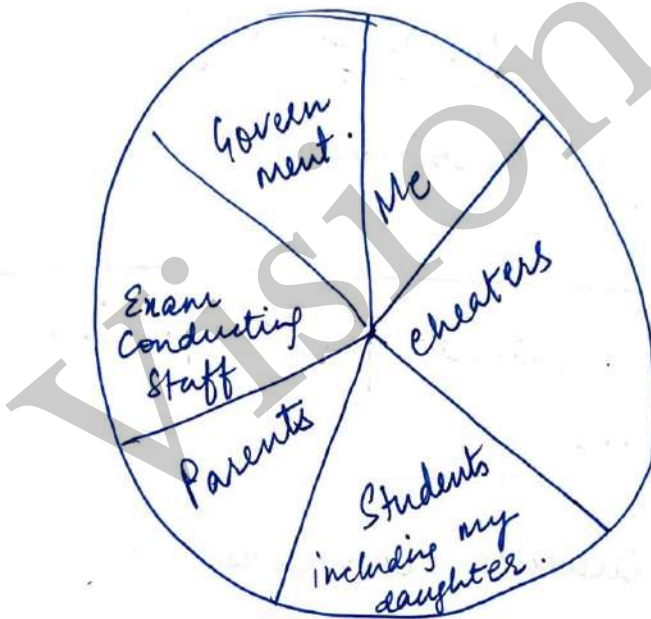 Govern
ment.
Me
cheaters
Exam
Conducting
Staff
Parents
Students
including my
daughter.
Vision